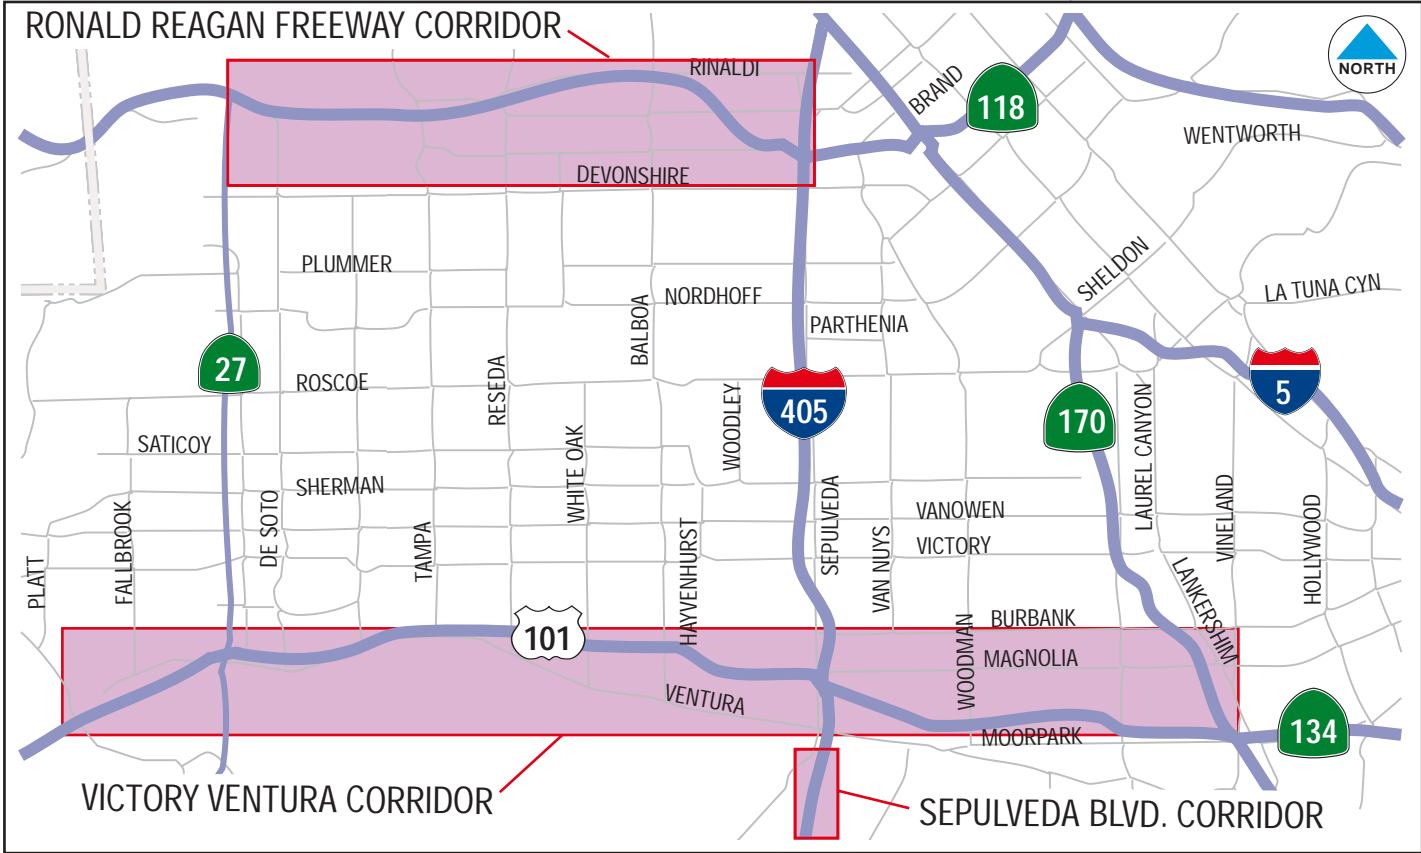 RONALD REAGAN FREEWAY CORRIDOR
NORTH
RINALDI
BRAND
118
WENTWORTH
DEVONSHIRE
PLUMMER
SHELDON
LA TUNA CYN
NORDHOFF
BALBOA
PARTHENIA
27
ROSCOE
RESEDA
WOODLEY
405
170
LAUREL CANYON
5
SATICOY
WHITE OAK
SHERMAN
DE SOTO
FALLBROOK
PLATT
TAMPA
HAYVENHURST
SEPULVEDA
VAN NUYS
VANOWEN
VICTORY
VINELAND
HOLLYWOOD
LANKERSHIM
101
BURBANK
WOODMAN
MAGNOLIA
VENTURA
MOORPARK
134
VICTORY VENTURA CORRIDOR
SEPULVEDA BLVD. CORRIDOR